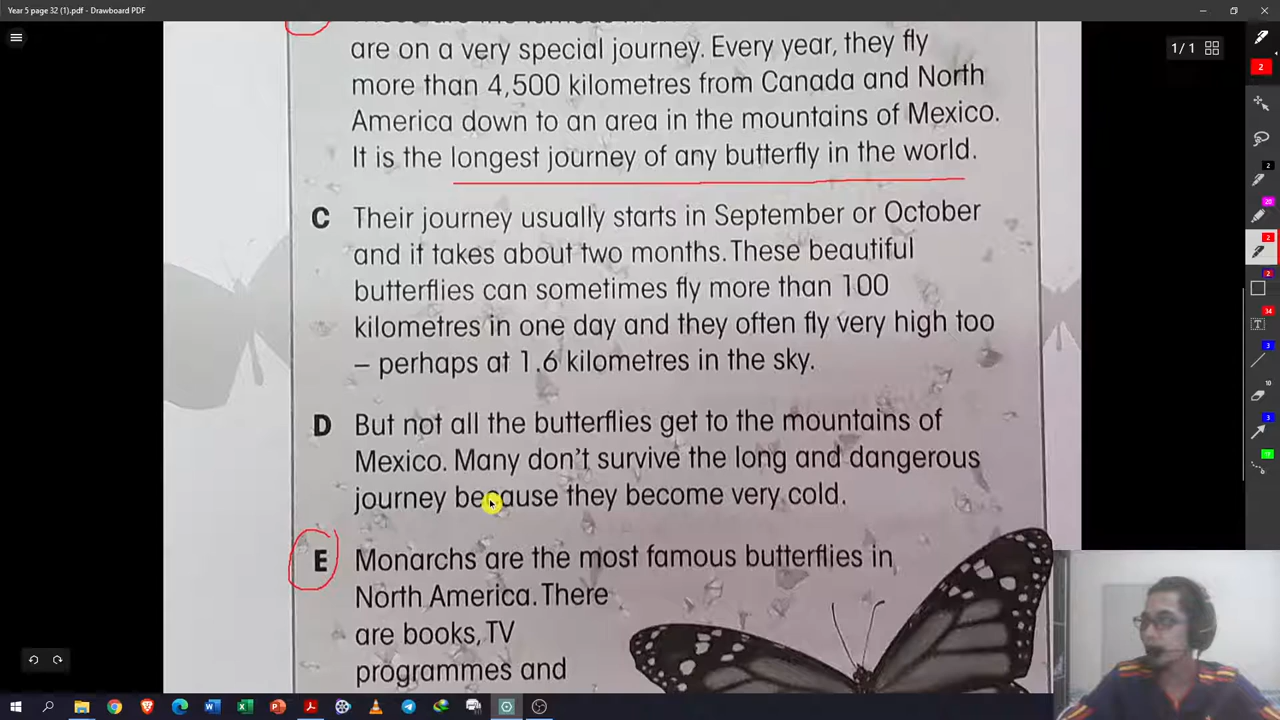 Year 5 page 32 (1).pdf - Drawboard PDF
1/1
are on a very special journey. Every year, they fly
more than 4,500 kilometres from Canada and North
America down to an area in the mountains of Mexico.
It is the longest journey of any butterfly in the world.
C Their journey usually starts in September or October
and it takes about two months. These beautiful
butterflies can sometimes fly more than 100
kilometres in one day and they often fly very high too
– perhaps at 1.6 kilometres in the sky.
D But not all the butterflies get to the mountains of
Mexico. Many don't survive the long and dangerous
journey because they become very cold.
E Monarchs are the most famous butterflies in
North America. There
are books, TV
programmes and